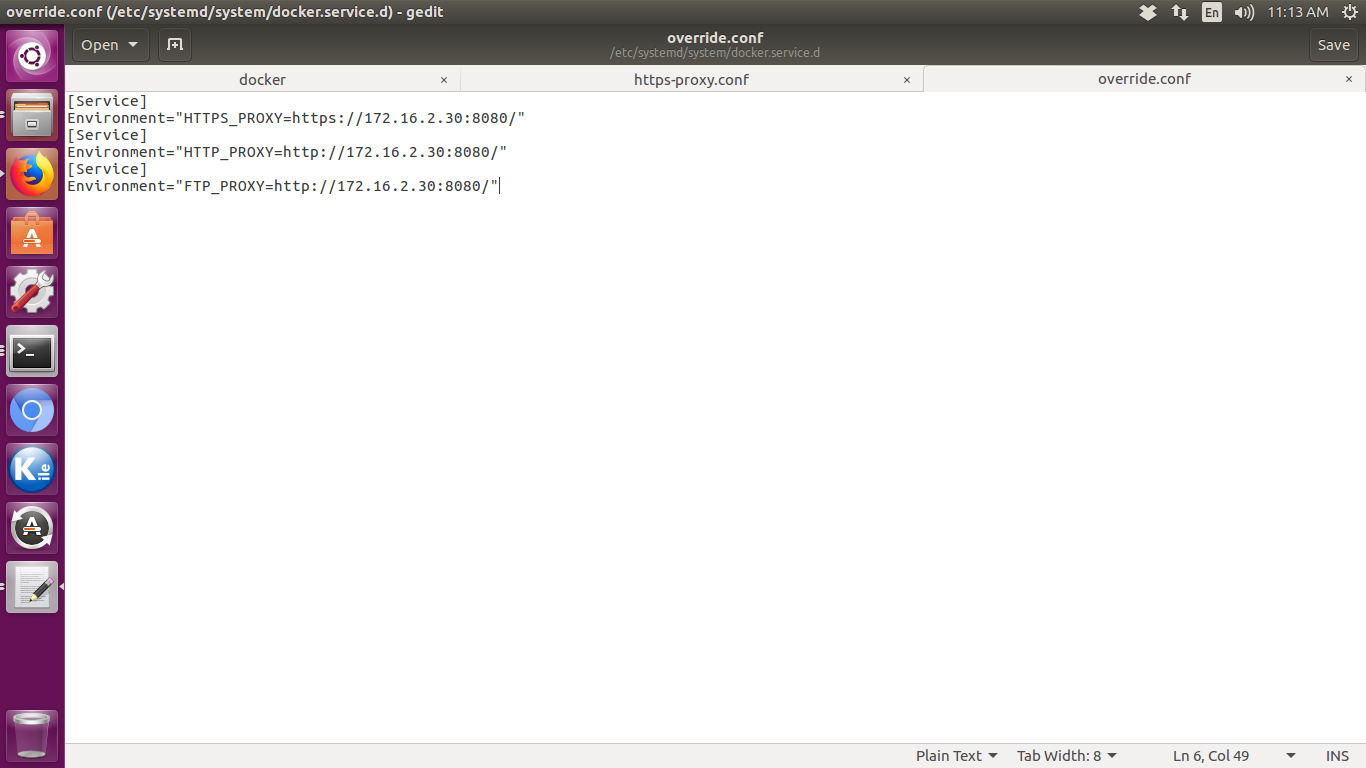 override.conf (/etc/systemd/system/docker.service.d) - gedit
En
11:13 AM
Open
override.conf
/etc/systemd/system/docker.service.d
Save
docker ×
https-proxy.conf ×
override.conf ×
[Service]
Environment="HTTPS_PROXY=https://172.16.2.30:8080/"
[Service]
Environment="HTTP_PROXY=http://172.16.2.30:8080/"
[Service]
Environment="FTP_PROXY=http://172.16.2.30:8080/"
>_
K
ile
A
Plain Text
Tab Width: 8
Ln 6, Col 49
INS